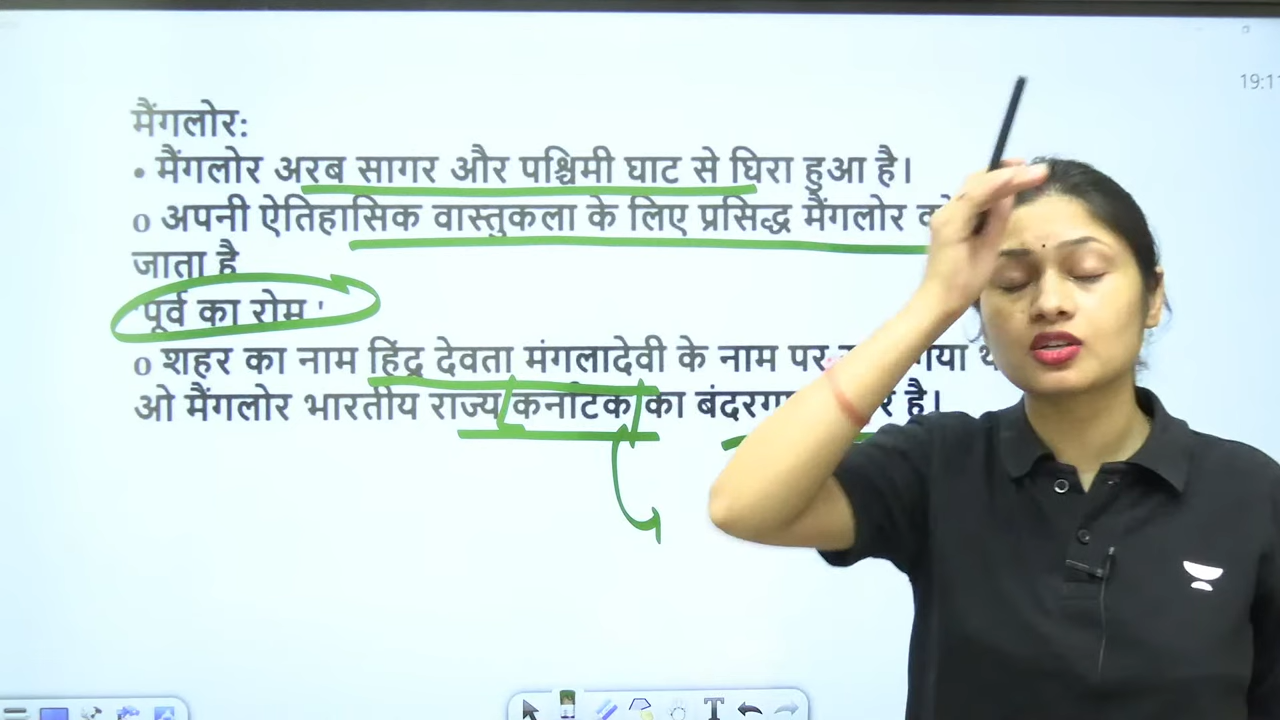 19:11
मैंगलोर:
• मैंगलोर अरब सागर और पश्चिमी घाट से घिरा हुआ है।
o अपनी ऐतिहासिक वास्तुकला के लिए प्रसिद्ध मैंगलोर
जाता है
'पूर्व का रोम '
o शहर का नाम हिंदू देवता मंगलादेवी के नाम पर गया
ओ मैंगलोर भारतीय राज्य कर्नाटक का है।